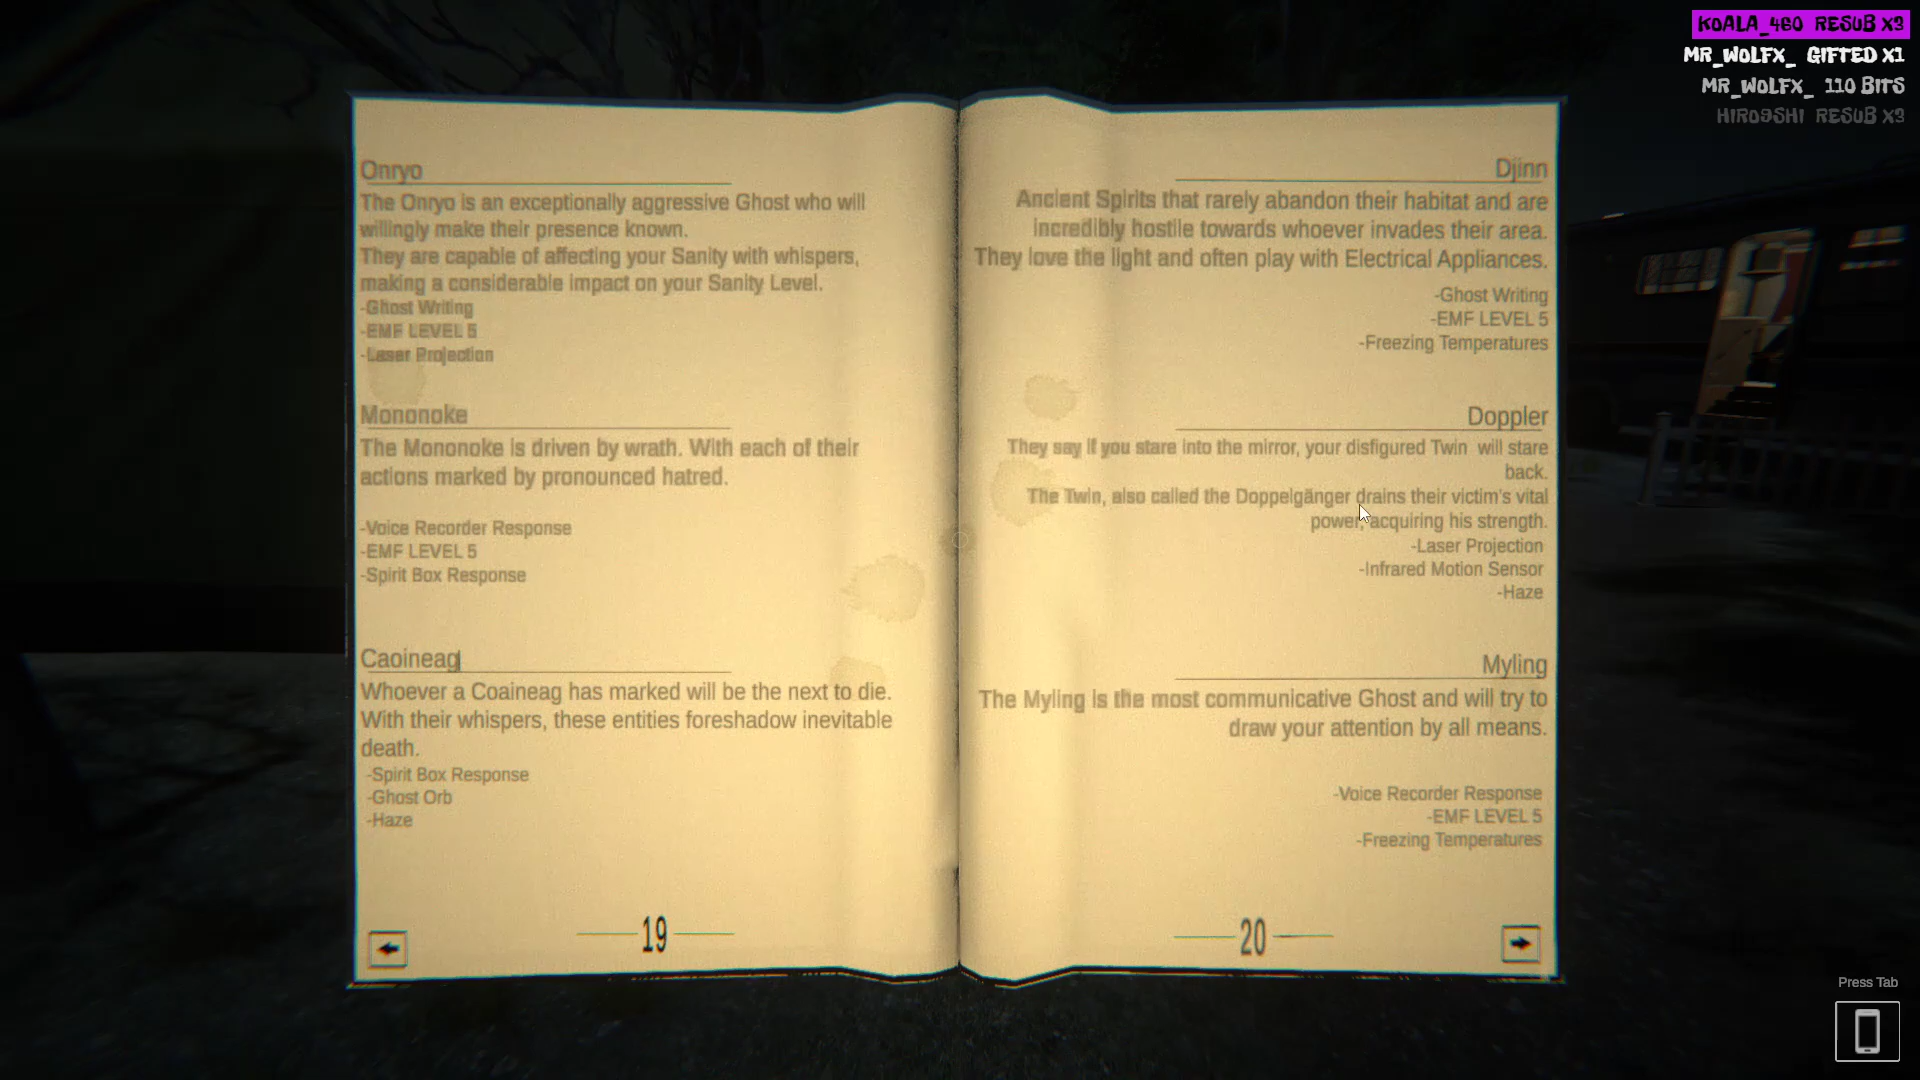 KOALA_460 RESUB X3
MR_WOLFX_ GIFTED X1
MR_WOLFX_ 110 BITS
HIRO9SHI RESUB X3
Onryo
The Onryo is an exceptionally aggressive Ghost who will
willingly make their presence known.
They are capable of affecting your Sanity with whispers,
making a considerable impact on your Sanity Level.
-Ghost Writing
-EMF LEVEL 5
-Laser Projection
Mononoke
The Mononoke is driven by wrath. With each of their
actions marked by pronounced hatred.
-Voice Recorder Response
-EMF LEVEL 5
-Spirit Box Response
Caoineag
Whoever a Coaineag has marked will be the next to die.
With their whispers, these entities foreshadow inevitable
death.
-Spirit Box Response
-Ghost Orb
-Haze
19
Djinn
Ancient Spirits that rarely abandon their habitat and are
incredibly hostile towards whoever invades their area.
They love the light and often play with Electrical Appliances.
-Ghost Writing
-EMF LEVEL 5
-Freezing Temperatures
Doppler
They say if you stare into the mirror, your disfigured Twin will stare
back.
The Twin, also called the Doppelgänger drains their victim's vital
power, acquiring his strength.
-Laser Projection
-Infrared Motion Sensor
-Haze
Myling
The Myling is the most communicative Ghost and will try to
draw your attention by all means.
-Voice Recorder Response
-EMF LEVEL 5
-Freezing Temperatures
20
Press Tab